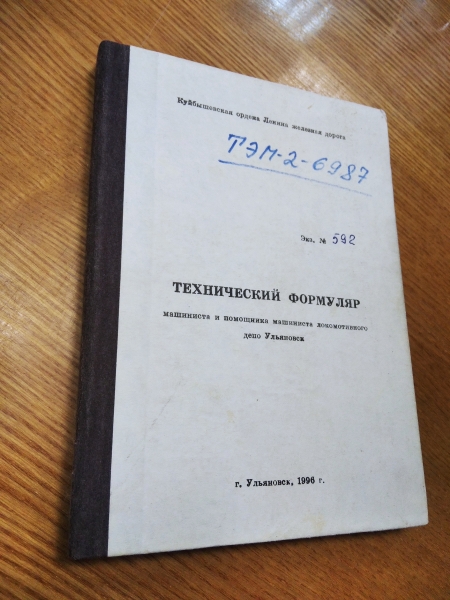 Куйбышевская ордена Ленина железная дорога
ТЭМ-2-6987
Экз. № 592
ТЕХНИЧЕСКИЙ ФОРМУЛЯР
машиниста и помощника машиниста локомотивного
депо Ульяновск
г. Ульяновск, 1996 г.